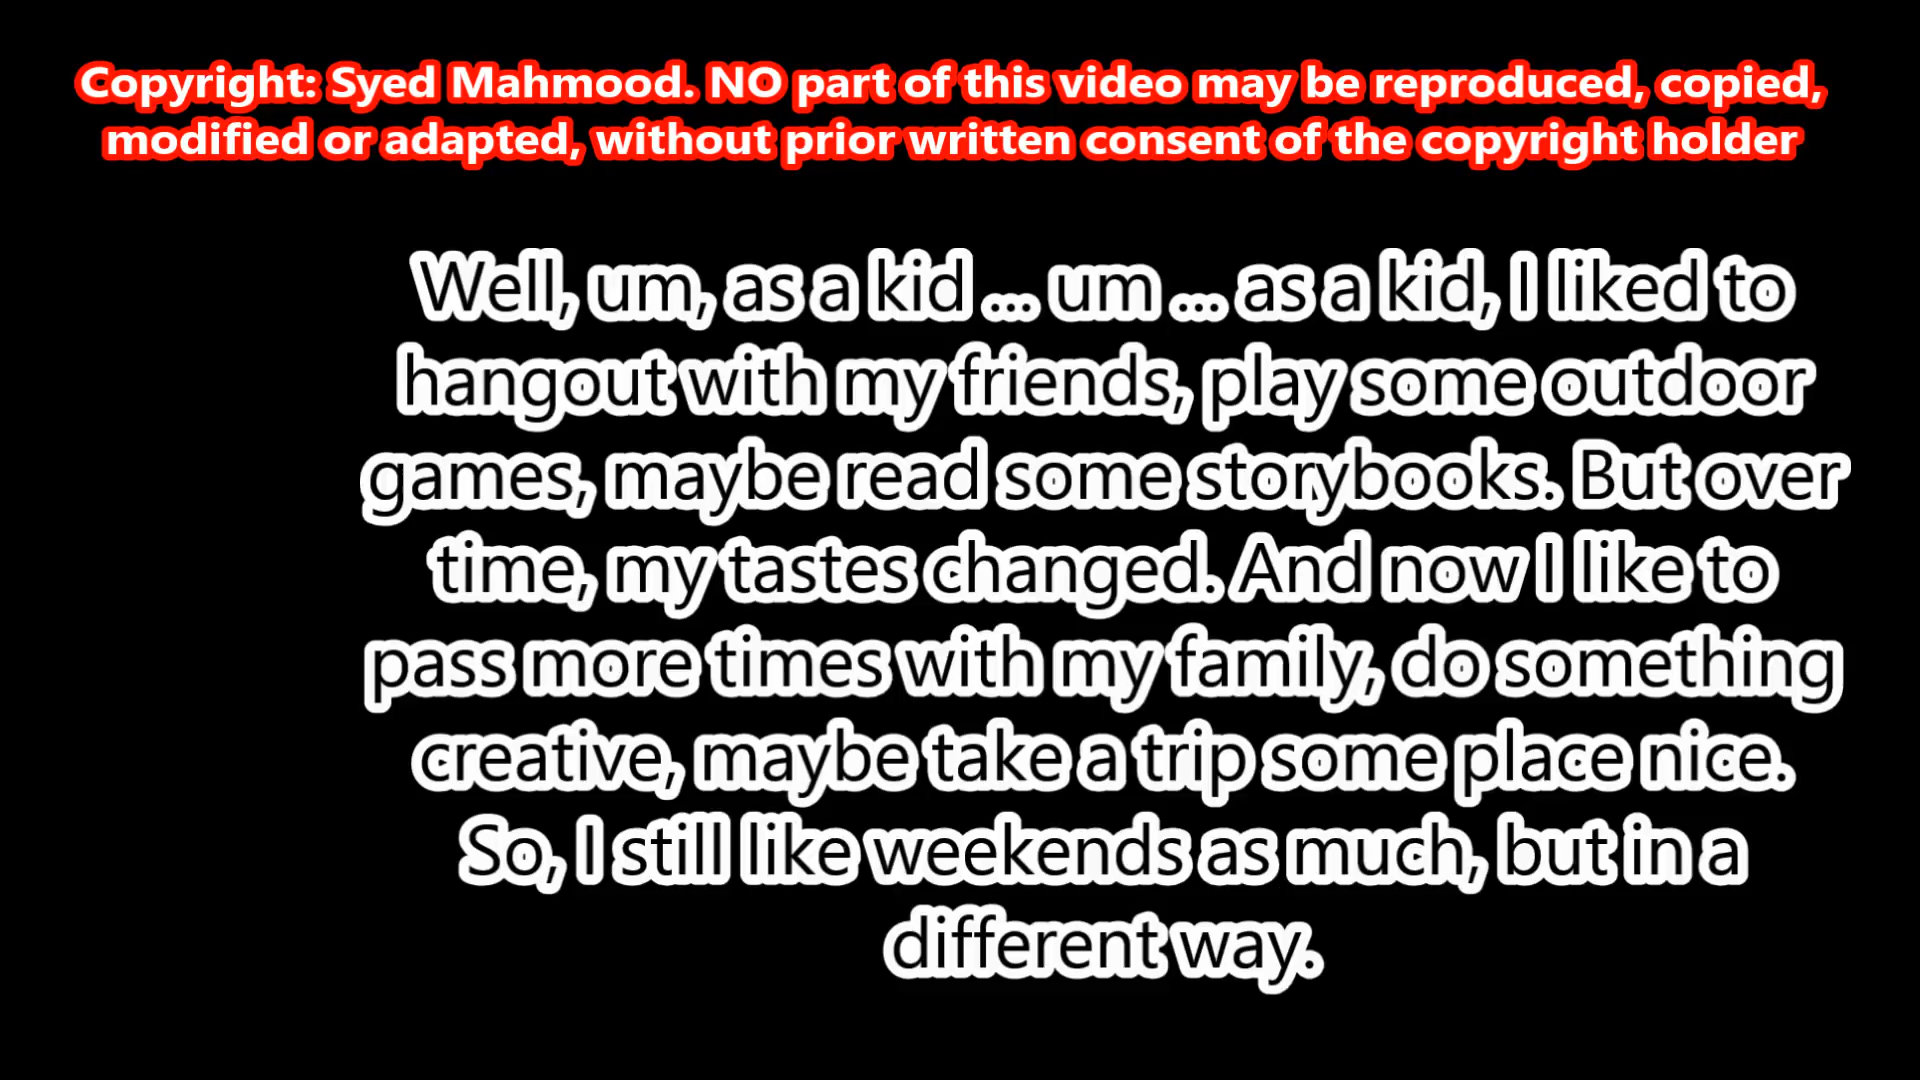 Copyright: Syed Mahmood. NO part of this video may be reproduced, copied,
modified or adapted, without prior written consent of the copyright holder
Well, um, as a kid ... um ... as a kid, I liked to
hangout with my friends, play some outdoor
games, maybe read some storybooks. But over
time, my tastes changed. And now I like to
pass more times with my family, do something
creative, maybe take a trip some place nice.
So, I still like weekends as much, but in a
different way.